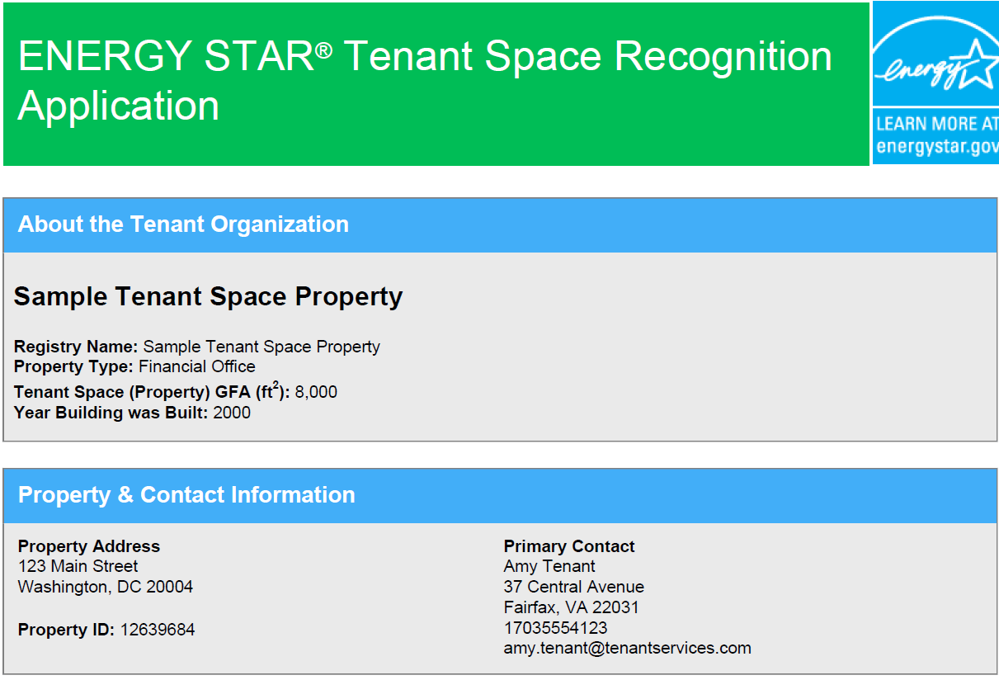 ENERGY STAR® Tenant Space Recognition
Application
energy
LEARN MORE AT
energystar.gov
About the Tenant Organization
Sample Tenant Space Property
Registry Name: Sample Tenant Space Property
Property Type: Financial Office
Tenant Space (Property) GFA (ft²): 8,000
Year Building was Built: 2000
Property & Contact Information
Property Address
123 Main Street
Washington, DC 20004
Property ID: 12639684
Primary Contact
Amy Tenant
37 Central Avenue
Fairfax, VA 22031
17035554123
amy.tenant@tenantservices.com